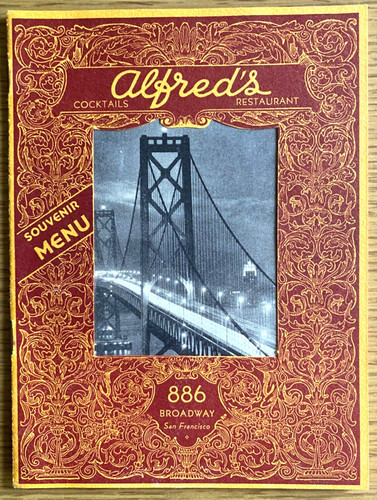 Alfred's
COCKTAILS RESTAURANT
SOUVENIR
MENU
886
BROADWAY
San Francisco